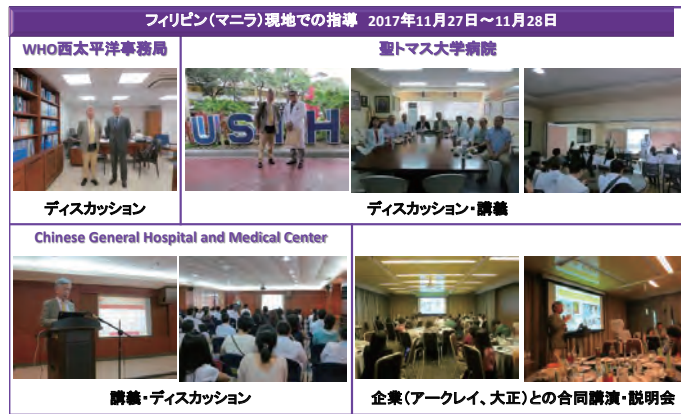 フィリピン(マニラ)現地での指導 2017年11月27日~11月28日
WHO西太平洋事務局
聖トマス大学病院
USTH
ディスカッション
ディスカッション・講義
Chinese General Hospital and Medical Center
講義・ディスカッション
企業(アークレイ、大正)との合同講演・説明会